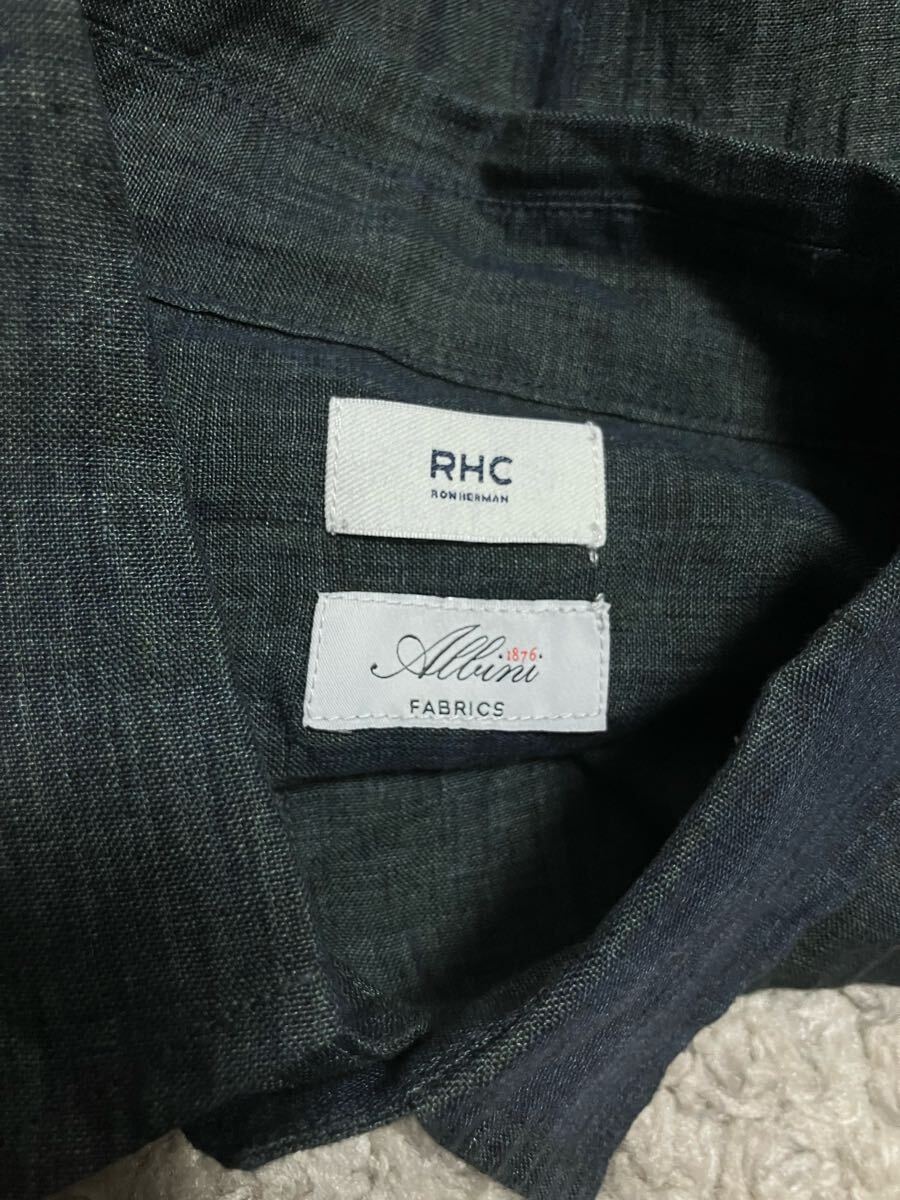 RHC
RONHERMAN
Albini
·1876·
FABRICS